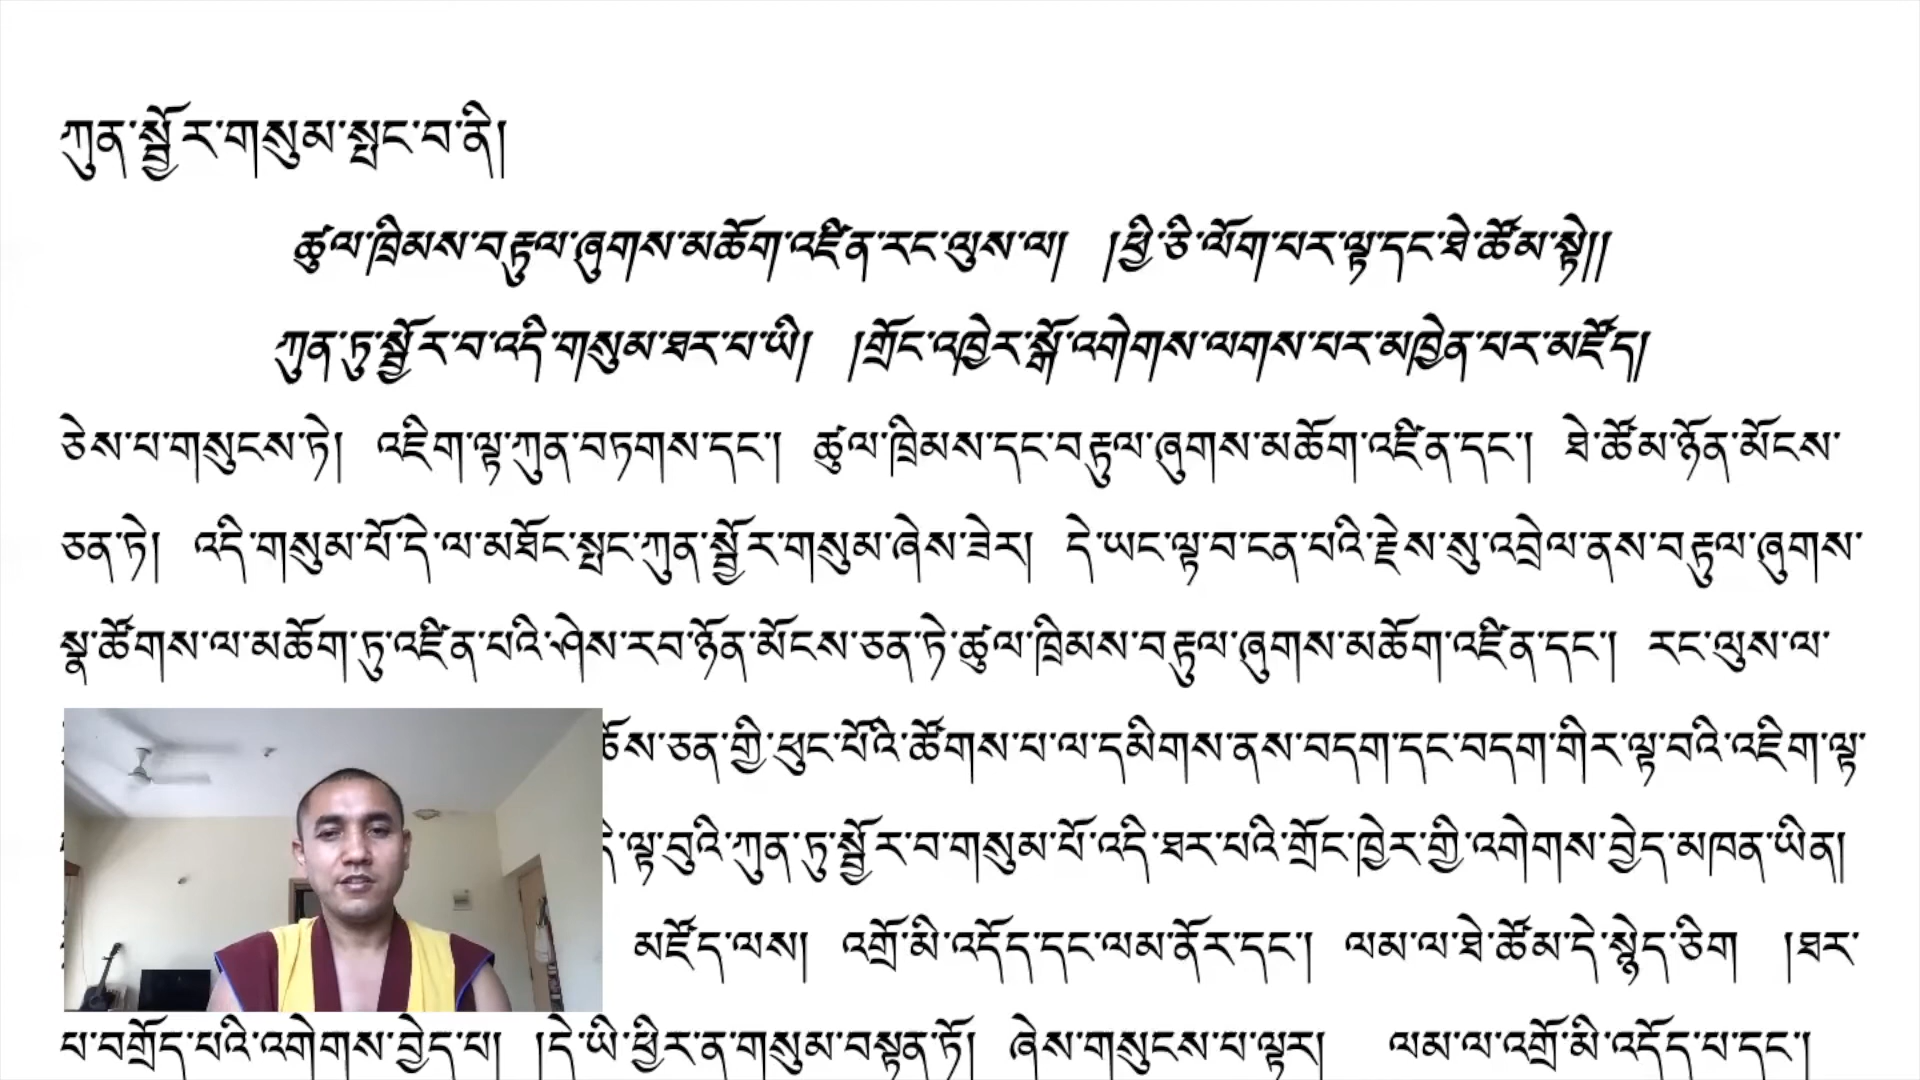 ཀུན་སྦྱོར་གསུམ་སྤང་བ་ནི།
ཚུལ་ཁྲིམས་བརྟུལ་ཞུགས་མཆོག་འཛིན་རང་ལུས་ལ། །ཕྱི་ཅི་ལོག་པར་ལྟ་དང་ཐེ་ཚོམ་སྟེ།།
ཀུན་ཏུ་སྦྱོར་བ་འདི་གསུམ་ཐར་པ་ཡི། །གྲོང་འཁྱེར་སྒོ་འགེགས་ལགས་པར་མཁྱེན་པར་མཛོད།
ཅེས་པ་གསུངས་ཏེ། འཇིག་ལྟ་ཀུན་བཏགས་དང་། ཚུལ་ཁྲིམས་དང་བརྟུལ་ཞུགས་མཆོག་འཛིན་དང་། ཐེ་ཚོམ་ཉོན་མོངས་
ཅན་ཏེ། འདི་གསུམ་པོ་དེ་ལ་མཐོང་སྤང་ཀུན་སྦྱོར་གསུམ་ཞེས་ཟེར། དེ་ཡང་ལྟ་བ་ངན་པའི་རྗེས་སུ་འབྲེལ་ནས་བརྟུལ་ཞུགས་
སྣ་ཚོགས་ལ་མཆོག་ཏུ་འཛིན་པའི་ཤེས་རབ་ཉོན་མོངས་ཅན་ཏེ་ཚུལ་ཁྲིམས་བརྟུལ་ཞུགས་མཆོག་འཛིན་དང་། རང་ལུས་ལ་
ཅན་གྱི་ཕུང་པོའི་ཚོགས་པ་ལ་དམིགས་ནས་བདག་དང་བདག་གིར་ལྟ་བའི་འཇིག་ལྟ་
ལྟ་བུའི་ཀུན་ཏུ་སྦྱོར་བ་གསུམ་པོ་འདི་ཐར་པའི་གྲོང་ཁྱེར་གྱི་འགེགས་བྱེད་མཁན་ཡིན།
མཛོད་ལས། འགྲོ་མི་འདོད་དང་ལམ་ནོར་དང་། ལམ་ལ་ཐེ་ཚོམ་དེ་སྙེད་ཅིག །ཐར་
པ་བགྲོད་པའི་འགེགས་བྱེད་པ། །དེ་ཡི་ཕྱིར་ན་གསུམ་བསྟན་ཏོ། ཞེས་གསུངས་པ་ལྟར། ལམ་ལ་འགྲོ་མི་འདོད་པ་དང་།